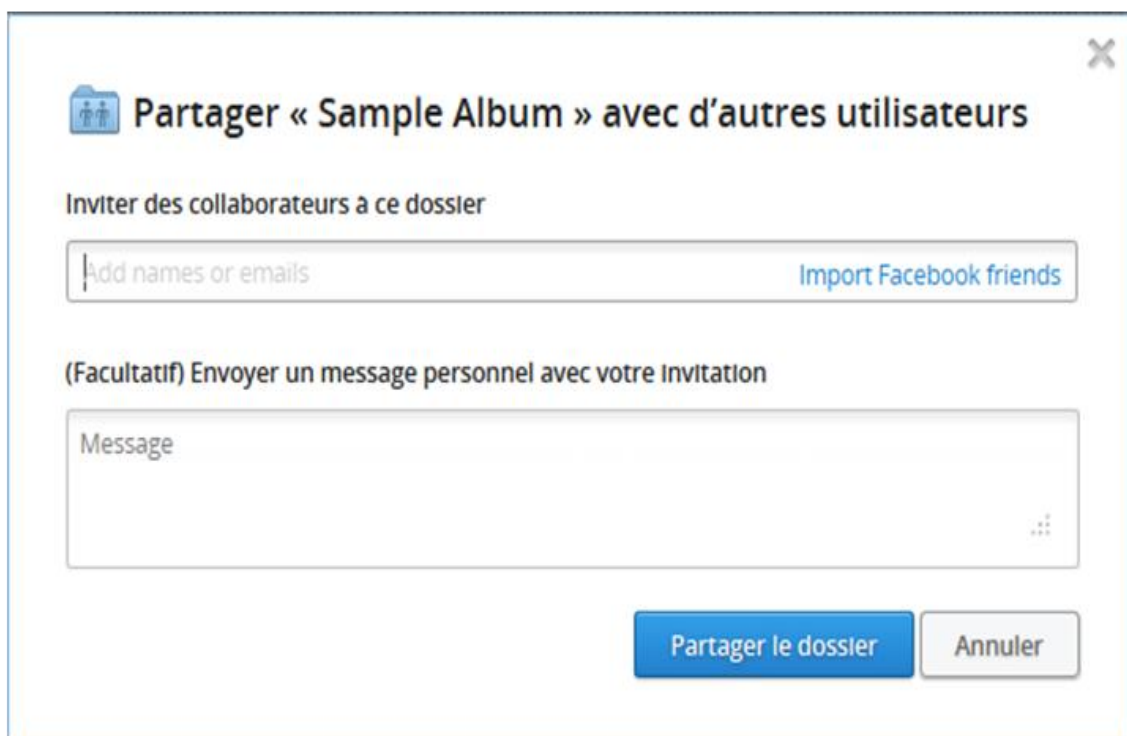 Partager « Sample Album » avec d'autres utilisateurs
Inviter des collaborateurs à ce dossier
Add names or emails
Import Facebook friends
(Facultatif) Envoyer un message personnel avec votre invitation
Message
Partager le dossier
Annuler